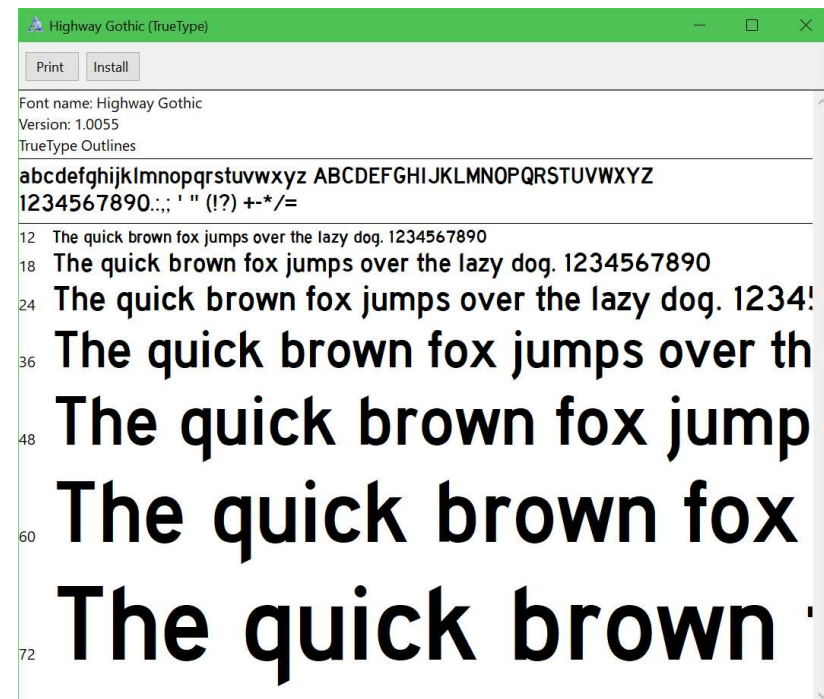 Highway Gothic (TrueType)
Print Install
Font name: Highway Gothic
Version: 1.0055
TrueType Outlines
abcdefghijklmnopqrstuvwxyz ABCDEFGHIJKLMNOPQRSTUVWXYZ
1234567890.:,; ' " (!?) +-*/=
12 The quick brown fox jumps over the lazy dog. 1234567890
18 The quick brown fox jumps over the lazy dog. 1234567890
24 The quick brown fox jumps over the lazy dog. 1234
36 The quick brown fox jumps over th
48 The quick brown fox jump
60 The quick brown fox
72 The quick brown